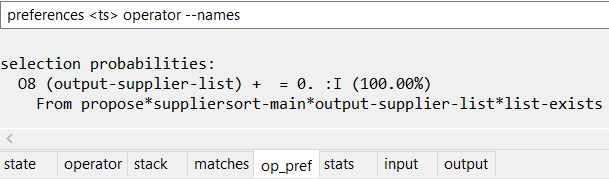 preferences <ts> operator --names
selection probabilities:
O8 (output-supplier-list) +  = 0. :I (100.00%)
From propose*suppliersort-main*output-supplier-list*list-exists
state operator stack matches op_pref stats input output